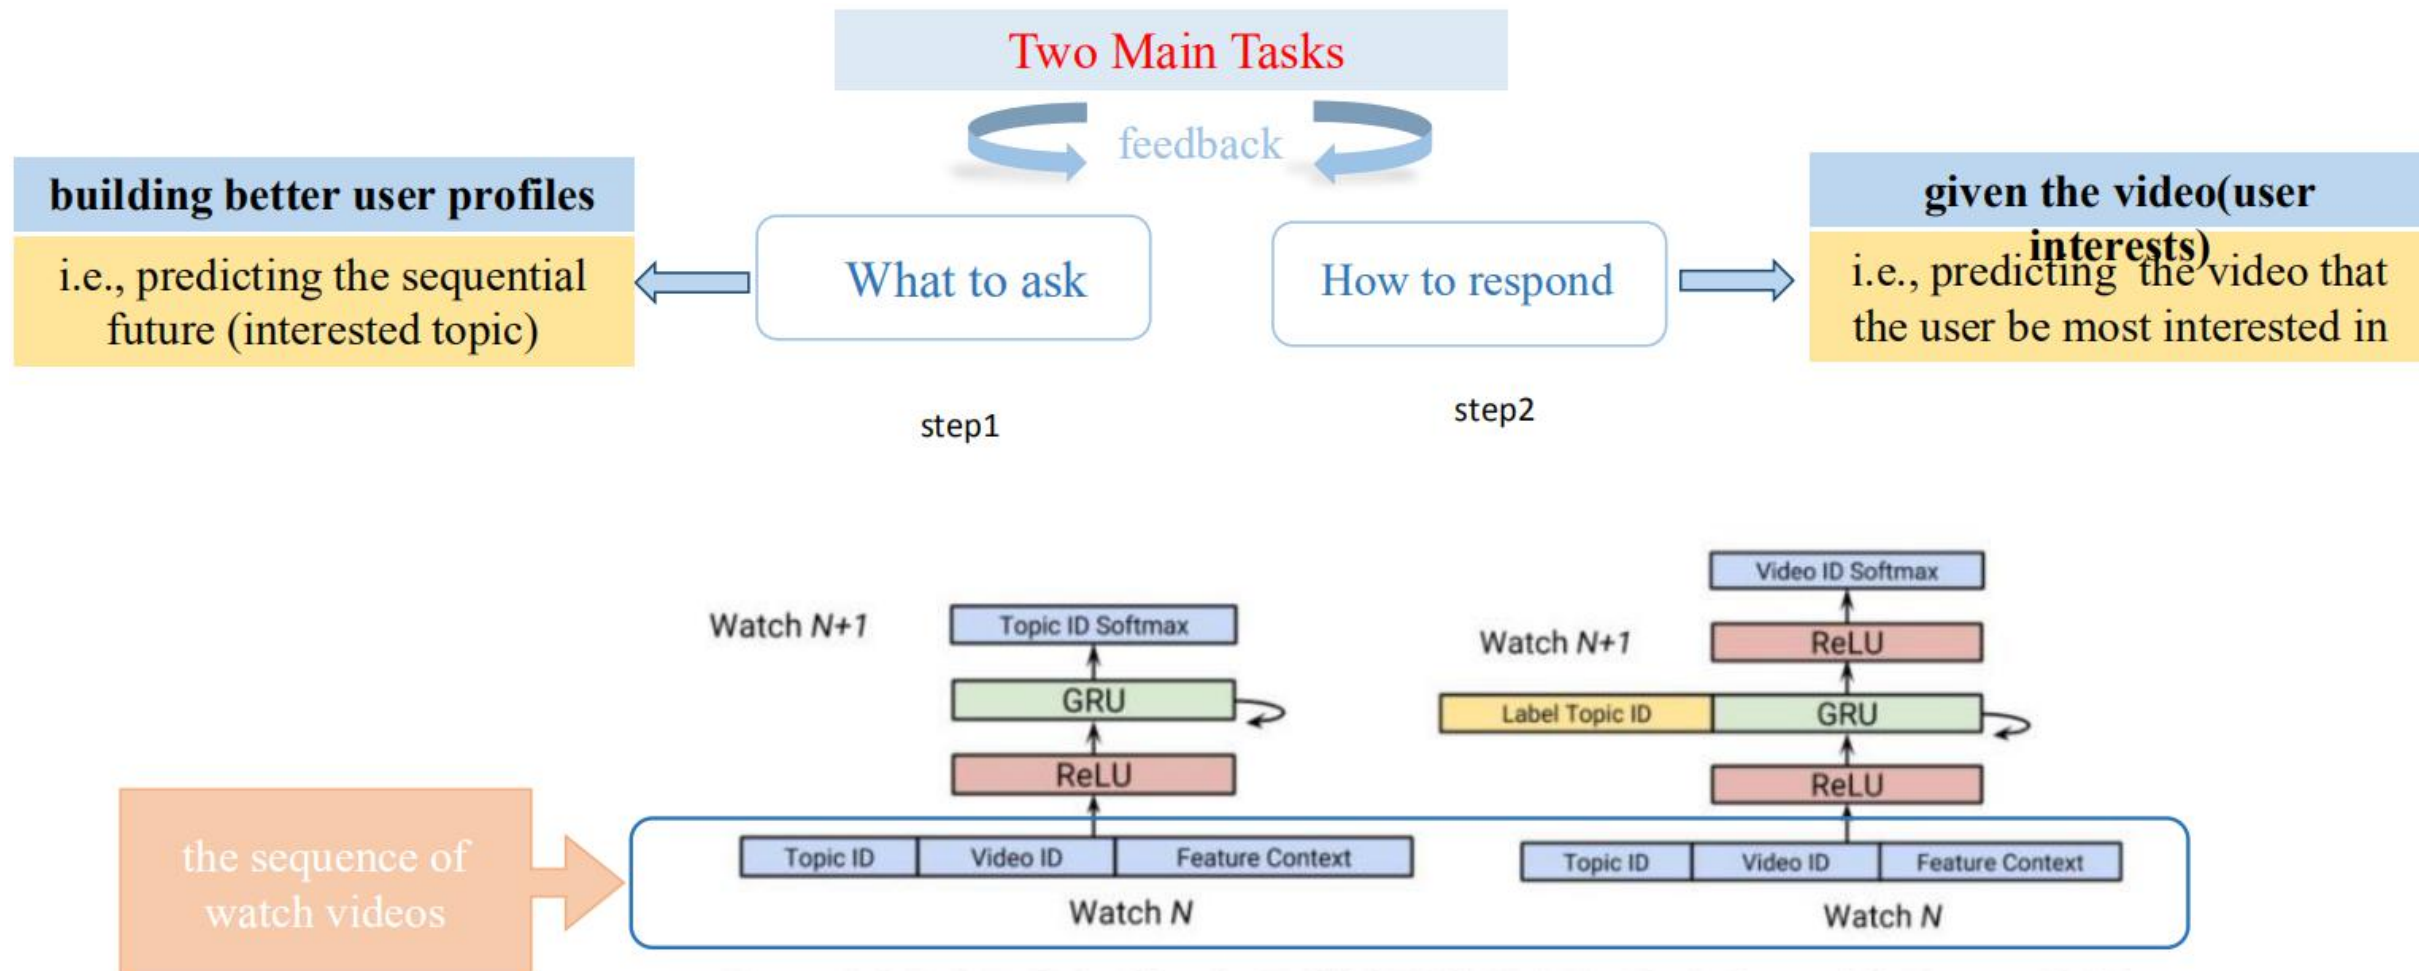 Two Main Tasks
feedback
building better user profiles
i.e., predicting the sequential
future (interested topic)
What to ask
How to respond
given the video(user
interests)
i.e., predicting the video that
the user be most interested in
step1
step2
Watch N+1
Topic ID Softmax
GRU
ReLU
Topic ID
Video ID
Feature Context
Watch N
Video ID Softmax
Watch N+1
ReLU
Label Topic ID
GRU
ReLU
Topic ID
Video ID
Feature Context
Watch N
the sequence of
watch videos